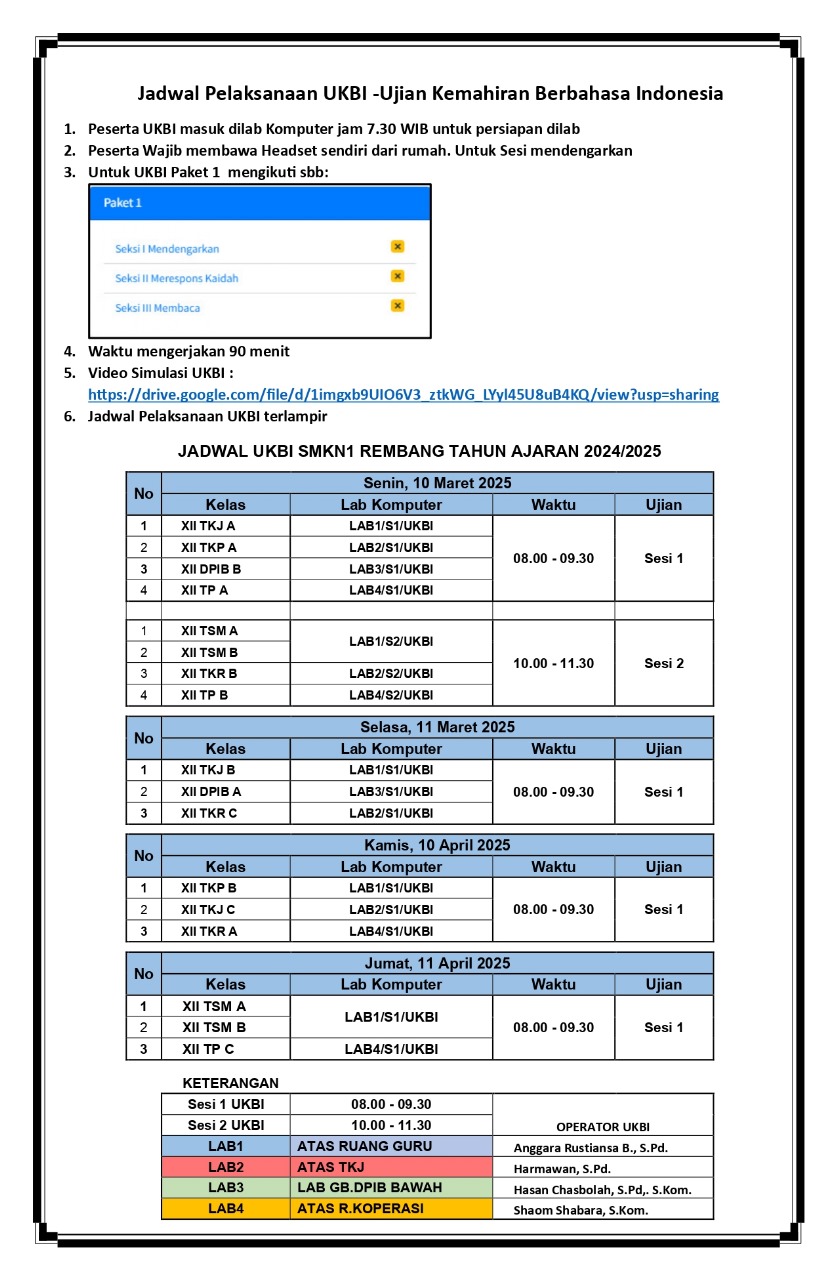 Jadwal Pelaksanaan UKBI -Ujian Kemahiran Berbahasa Indonesia
1. Peserta UKBI masuk dilab Komputer jam 7.30 WIB untuk persiapan dilab
2. Peserta Wajib membawa Headset sendiri dari rumah. Untuk Sesi mendengarkan
3. Untuk UKBI Paket 1 mengikuti sbb:
Paket 1
Seksi I Mendengarkan
Seksi II Merespons Kaidah
Seksi III Membaca
4. Waktu mengerjakan 90 menit
5. Video Simulasi UKBI :
https://drive.google.com/file/d/1imgxb9UIO6V3_ztkWG_LYyl45U8uB4KQ/view?usp=sharing
6. Jadwal Pelaksanaan UKBI terlampir
JADWAL UKBI SMKN1 REMBANG TAHUN AJARAN 2024/2025
No Senin, 10 Maret 2025
Kelas Lab Komputer Waktu Ujian
1 XII TKJ A LAB1/S1/UKBI
2 XII TKP A LAB2/S1/UKBI
08.00 - 09.30 Sesi 1
3 XII DPIB B LAB3/S1/UKBI
4 XII TP A LAB4/S1/UKBI
1 XII TSM A
LAB1/S2/UKBI
2 XII TSM B
10.00 - 11.30 Sesi 2
3 XII TKR B LAB2/S2/UKBI
4 XII TP B LAB4/S2/UKBI
No Selasa, 11 Maret 2025
Kelas Lab Komputer Waktu Ujian
1 XII TKJ B LAB1/S1/UKBI
2 XII DPIB A LAB3/S1/UKBI 08.00 - 09.30 Sesi 1
3 XII TKR C LAB2/S1/UKBI
No Kamis, 10 April 2025
Kelas Lab Komputer Waktu Ujian
1 XII TKP B LAB1/S1/UKBI
2 XII TKJ C LAB2/S1/UKBI 08.00 - 09.30 Sesi 1
3 XII TKR A LAB4/S1/UKBI
No Jumat, 11 April 2025
Kelas Lab Komputer Waktu Ujian
1 XII TSM A
LAB1/S1/UKBI
2 XII TSM B 08.00 - 09.30 Sesi 1
3 XII TP C LAB4/S1/UKBI
KETERANGAN
Sesi 1 UKBI 08.00 - 09.30
Sesi 2 UKBI 10.00 - 11.30 OPERATOR UKBI
LAB1 ATAS RUANG GURU Anggara Rustiansa B., S.Pd.
LAB2 ATAS TKJ Harmawan, S.Pd.
LAB3 LAB GB.DPIB BAWAH Hasan Chasbolah, S.Pd,. S.Kom.
LAB4 ATAS R.KOPERASI Shaom Shabara, S.Kom.